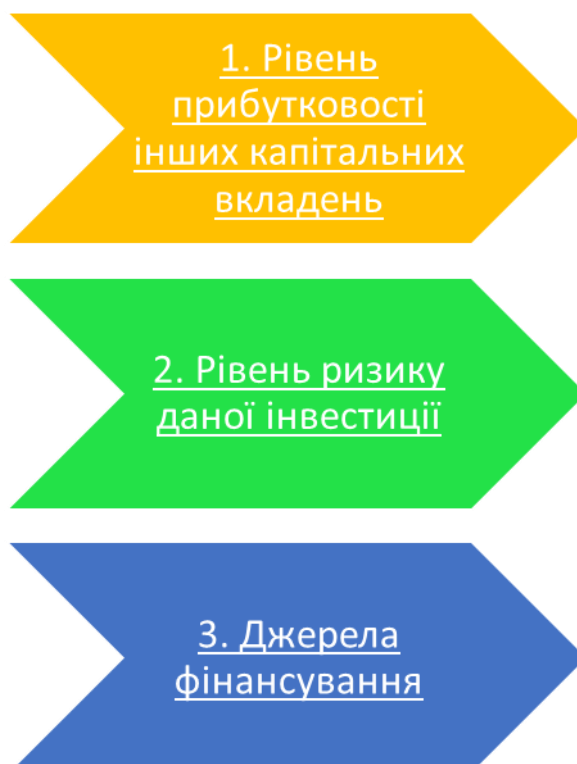 1. Рівень
прибутковості
інших капітальних
вкладень
2. Рівень ризику
даної інвестиції
3. Джерела
фінансування